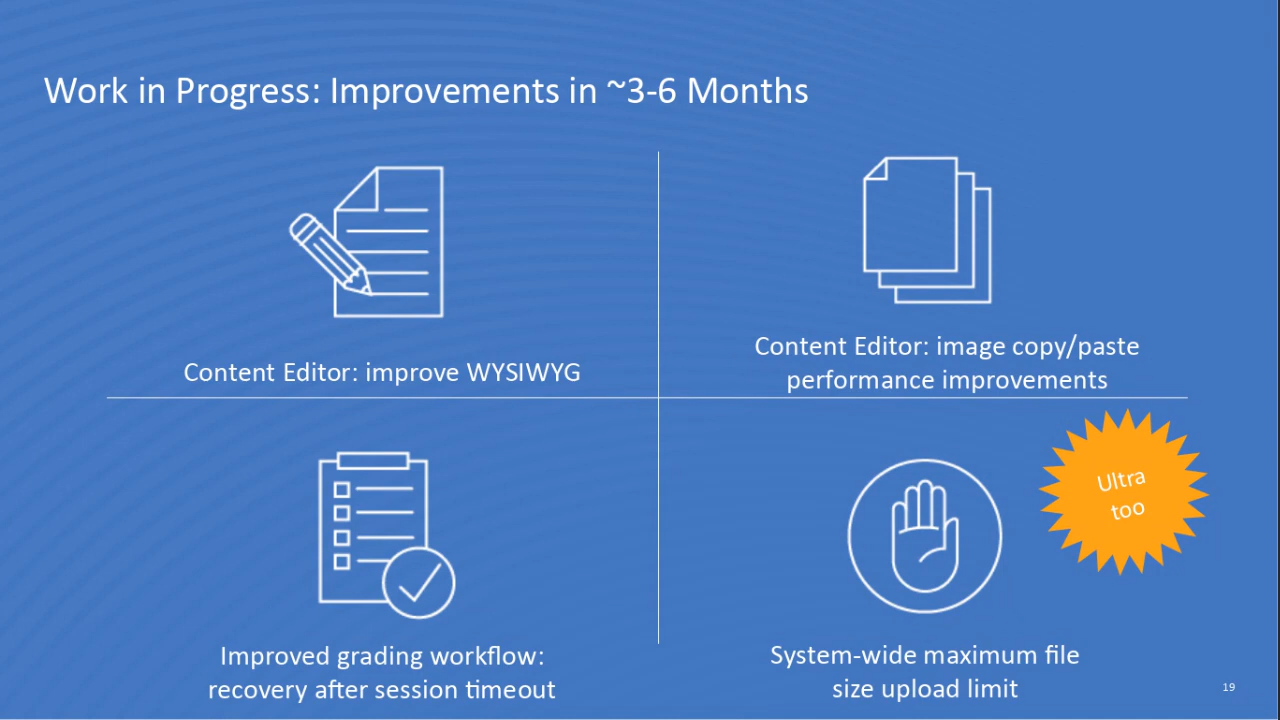 Work in Progress: Improvements in ~3-6 Months
Content Editor: improve WYSIWYG
Content Editor: image copy/paste
performance improvements
Improved grading workflow:
recovery after session timeout
Ultra
too
System-wide maximum file
size upload limit
19